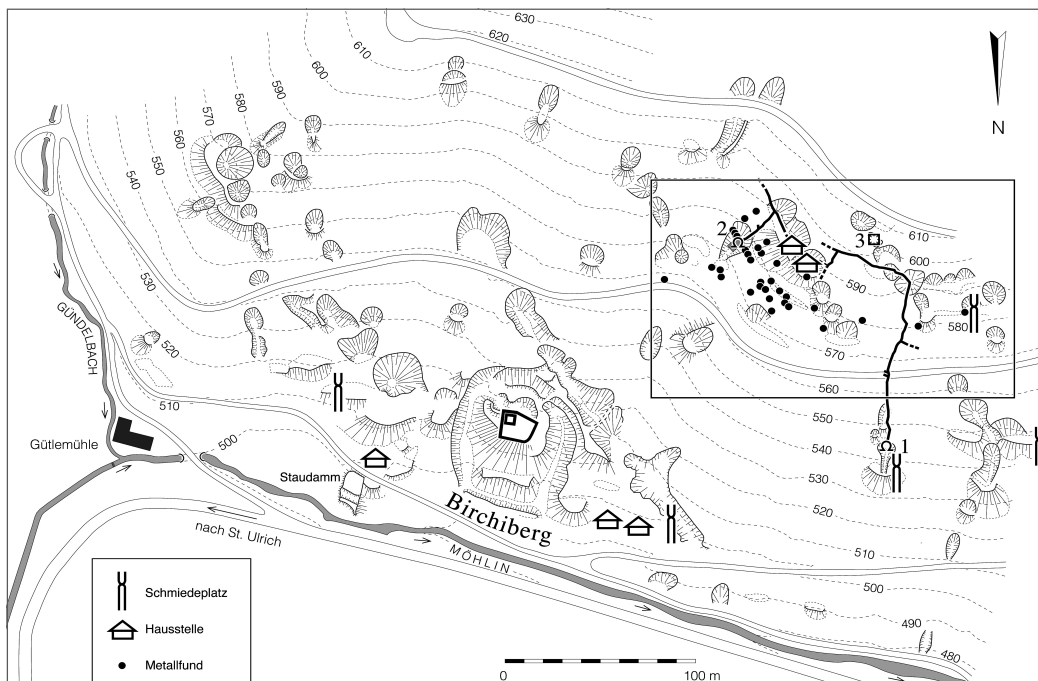 630
620
610
600
590
580
570
560
550
540
530
520
510
500
N
2
3
610
600
590
580
570
560
550
540
1
530
520
510
500
490
480
GÜNDELBACH
Gütlemühle
Staudamm
Birchiberg
nach St. Ulrich
MÖHLIN
Schmiedeplatz
Hausstelle
Metallfund
0
100 m